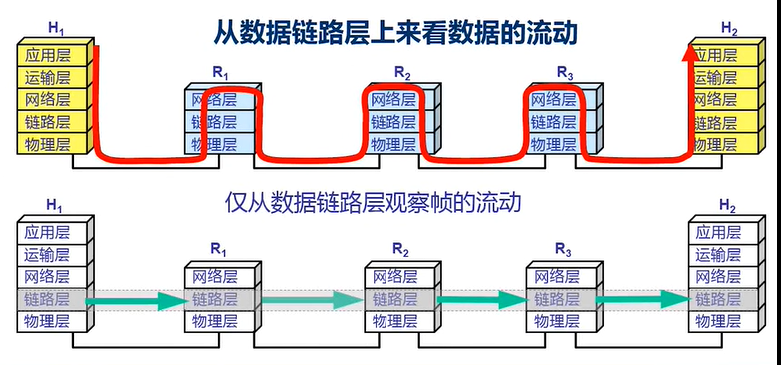 从数据链路层上来看数据的流动
H1
R1
R2
R3
H2
应用层
运输层
网络层
链路层
物理层
网络层
链路层
物理层
网络层
链路层
物理层
网络层
链路层
物理层
应用层
运输层
网络层
链路层
物理层
仅从数据链路层观察帧的流动
H1
R1
R2
R3
H2
应用层
运输层
网络层
链路层
物理层
网络层
链路层
物理层
网络层
链路层
物理层
网络层
链路层
物理层
应用层
运输层
网络层
链路层
物理层